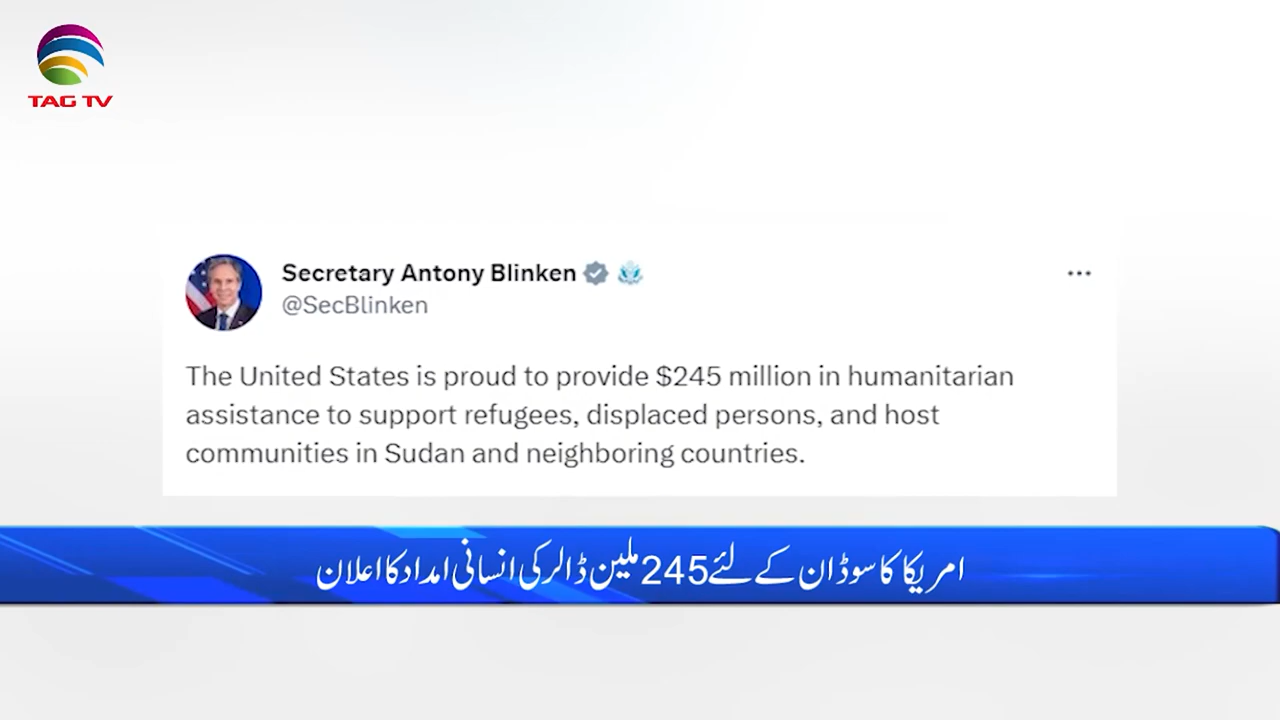 TAG TV
Secretary Antony Blinken
@SecBlinken
The United States is proud to provide $245 million in humanitarian
assistance to support refugees, displaced persons, and host
communities in Sudan and neighboring countries.
امریکا کا سوڈان کے لئے 245 ملین ڈالر کی انسانی امداد کا اعلان